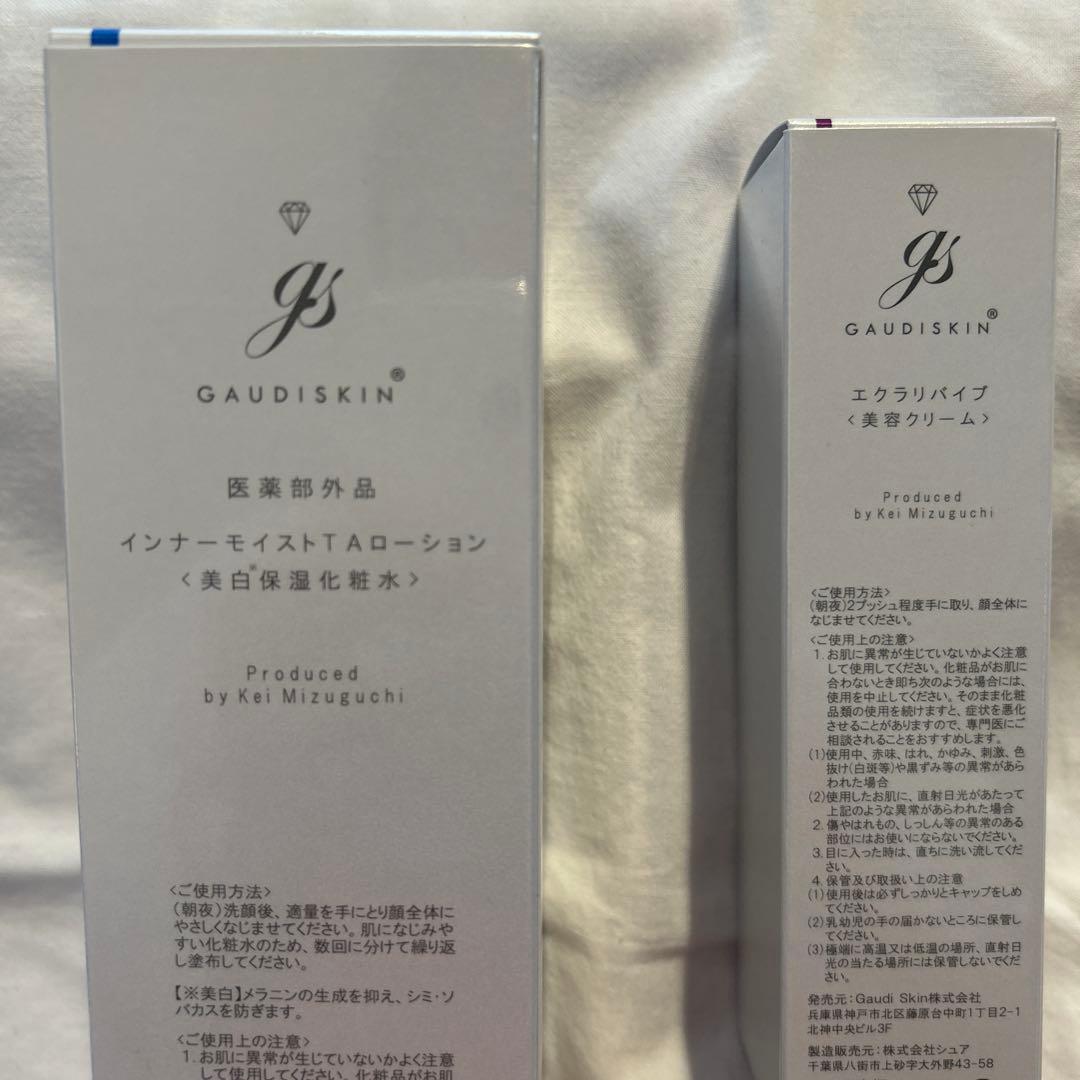 gs
GAUDISKIN®
医薬部外品
インナーモイストTAローション
<美白※保湿化粧水>
Produced
by Kei Mizuguchi
<ご使用方法>
(朝夜)洗顔後、適量を手にとり顔全体に
やさしくなじませてください。肌になじみや
すい化粧水のため、数回に分けて繰り返
し塗布してください。
【※美白】メラニンの生成を抑え、シミ・ソ
バカスを防ぎます。
<ご使用上の注意>
1.お肌に異常が生じていないかよく注意
して使用してください。化粧品がお肌
gs
GAUDISKIN®
エクラリバイブ
<美容クリーム>
Produced
by Kei Mizuguchi
<ご使用方法>
(朝夜)2プッシュ程度手に取り、顔全体に
なじませてください。
<ご使用上の注意>
1.お肌に異常が生じていないかよく注意
して使用してください。化粧品がお肌に
合わないとき即ち次のような場合には、
使用を中止してください。そのまま化粧
品類の使用を続けますと、症状を悪化
させることがありますので、専門医にご
相談されることをおすすめします。
(1)使用中、赤味、はれ、かゆみ、刺激、色
抜け(白斑等)や黒ずみ等の異常があら
われた場合
(2)使用したお肌に、直射日光があたって
上記のような異常があらわれた場合
2.傷やはれもの、しっしん等の異常のある
部位にはお使いにならないでください。
3.目に入った時は、直ちに洗い流してくだ
さい。
4.保管及び取扱い上の注意
(1)使用後は必ずしっかりとキャップをしめ
てください。
(2)乳幼児の手の届かないところに保管し
てください。
(3)極端に高温又は低温の場所、直射日
光の当たる場所には保管しないでくだ
さい。
発売元:Gaudi Skin株式会社
兵庫県神戸市北区藤原台中町1丁目2-1
北神中央ビル3F
製造販売元:株式会社シュア
千葉県八街市上砂字大外野43-58